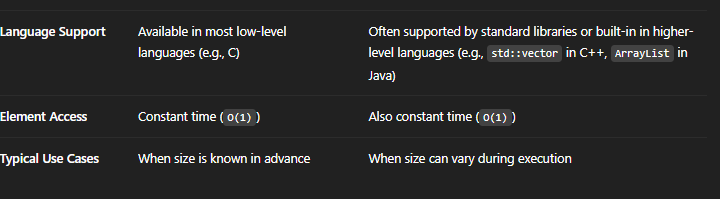 Language Support
Available in most low-level
languages (e.g., C)
Often supported by standard libraries or built-in in higher-
level languages (e.g., std::vector in C++, ArrayList in
Java)
Element Access
Constant time ( O(1) )
Also constant time ( O(1) )
Typical Use Cases
When size is known in advance
When size can vary during execution